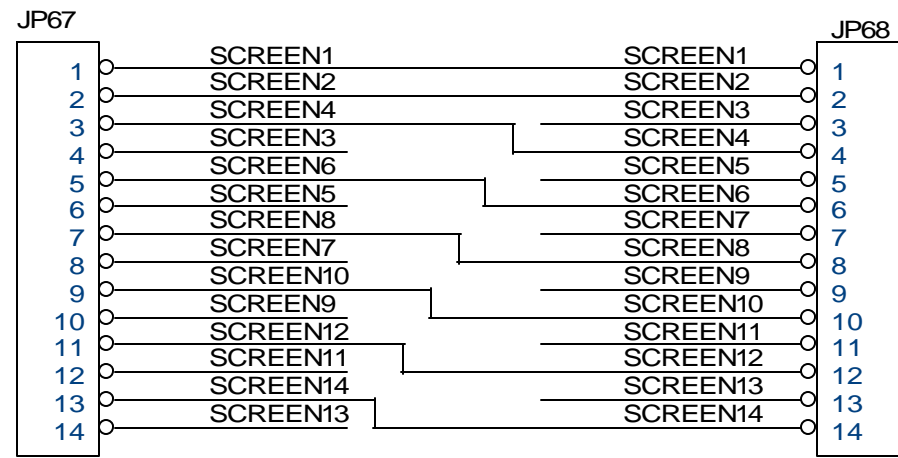 JP67 JP68
1 SCREEN1 SCREEN1 1
2 SCREEN2 SCREEN2 2
3 SCREEN4 SCREEN3 3
4 SCREEN3 SCREEN4 4
5 SCREEN6 SCREEN5 5
6 SCREEN5 SCREEN6 6
7 SCREEN8 SCREEN7 7
8 SCREEN7 SCREEN8 8
9 SCREEN10 SCREEN9 9
10 SCREEN9 SCREEN10 10
11 SCREEN12 SCREEN11 11
12 SCREEN11 SCREEN12 12
13 SCREEN14 SCREEN13 13
14 SCREEN13 SCREEN14 14